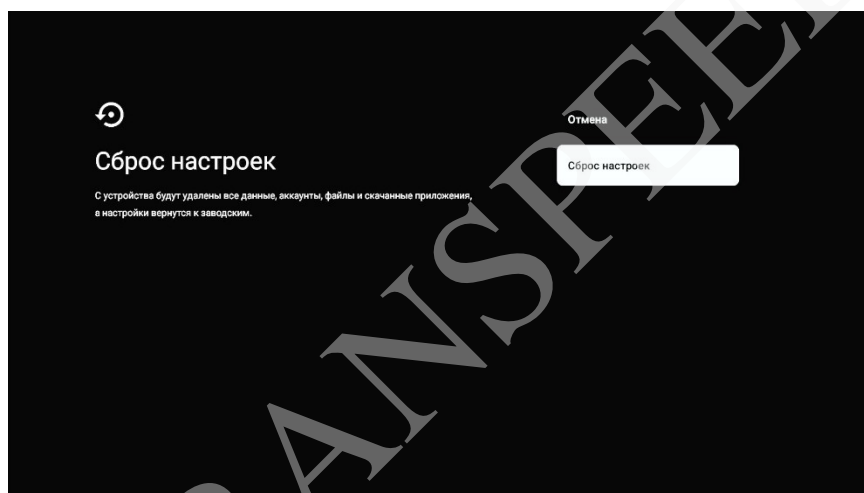 Сброс настроек
С устройства будут удалены все данные, аккаунты, файлы и скачанные приложения,
а настройки вернутся к заводским.
Отмена
Сброс настроек